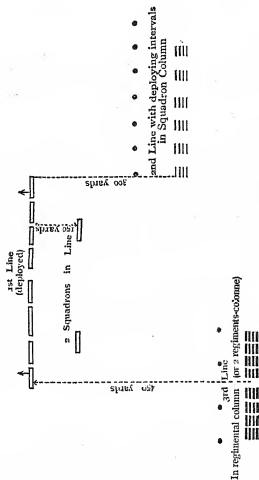 1st Line
(deployed)
150 yards
2 Squadrons in Line
300 yards
2nd Line with deploying intervals
in Squadron Column
450 yards
3rd Line
In regimental column (or 2 regiments-colonne)